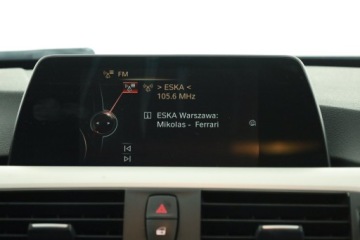 FM
> ESKA <
105.6 MHz
ESKA Warszawa:
Mikolas - Ferrari